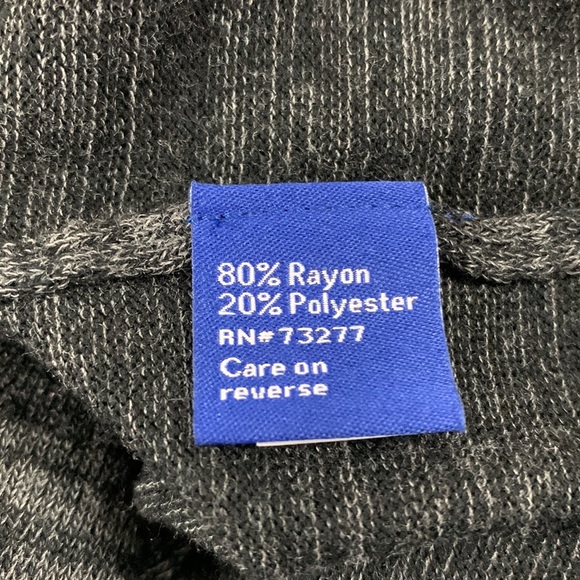 80% Rayon
20% Polyester
RN#73277
Care on
reverse